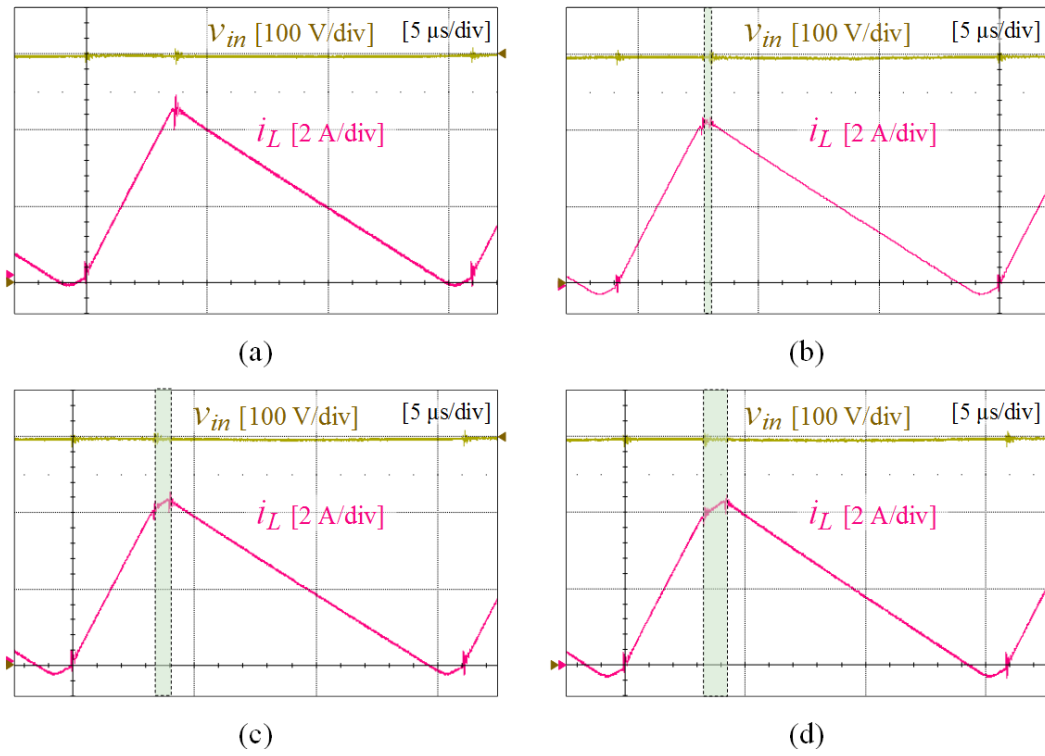 v_in [100 V/div] [5 μs/div]
i_L [2 A/div]
(a)
v_in [100 V/div] [5 μs/div]
i_L [2 A/div]
(b)
v_in [100 V/div] [5 μs/div]
i_L [2 A/div]
(c)
v_in [100 V/div] [5 μs/div]
i_L [2 A/div]
(d)